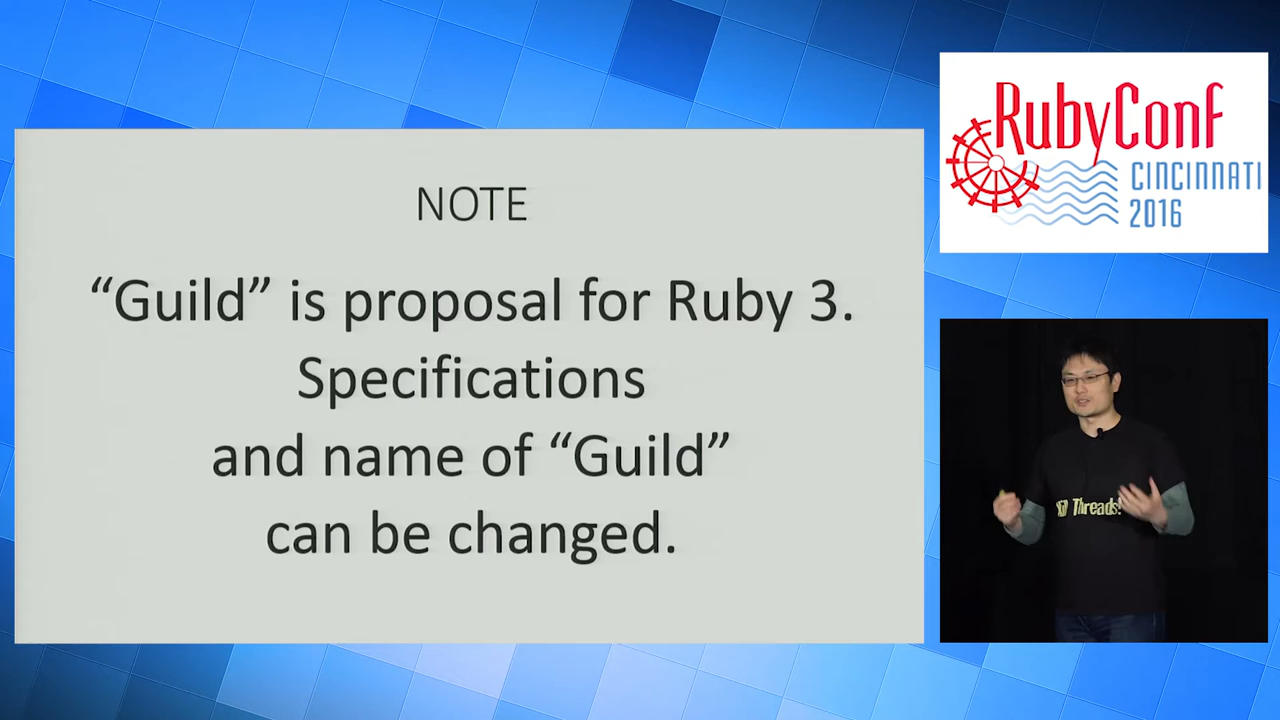 NOTE
“Guild” is proposal for Ruby 3.
Specifications
and name of “Guild”
can be changed.
RubyConf
CINCINNATI
2016
Threads!